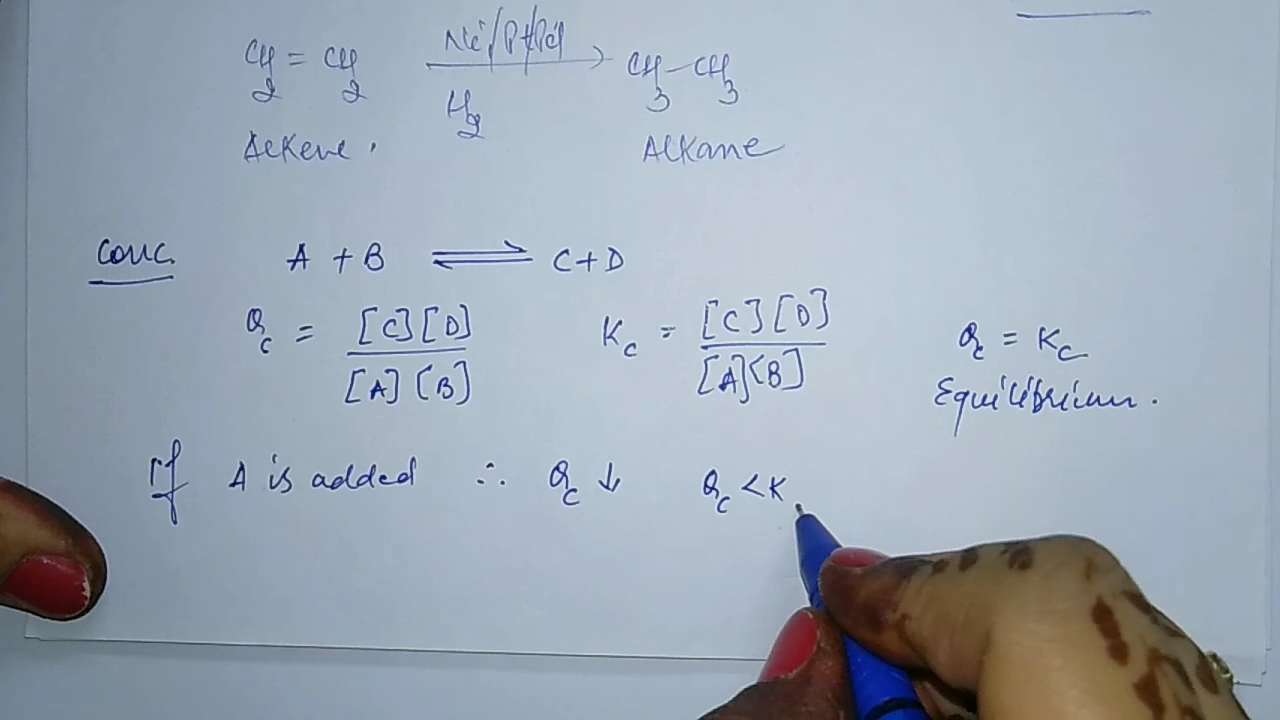 CH2 = CH2 Ni/Pt/Pd H2 → CH3-CH3
Alkene . Alkane
Conc. A + B ⇌ C+D
Qc = [C][D] / [A][B] Kc = [C][D] / [A][B] Qc = Kc
Equilibrium.
If A is added ∴ Qc ↓ Qc < K